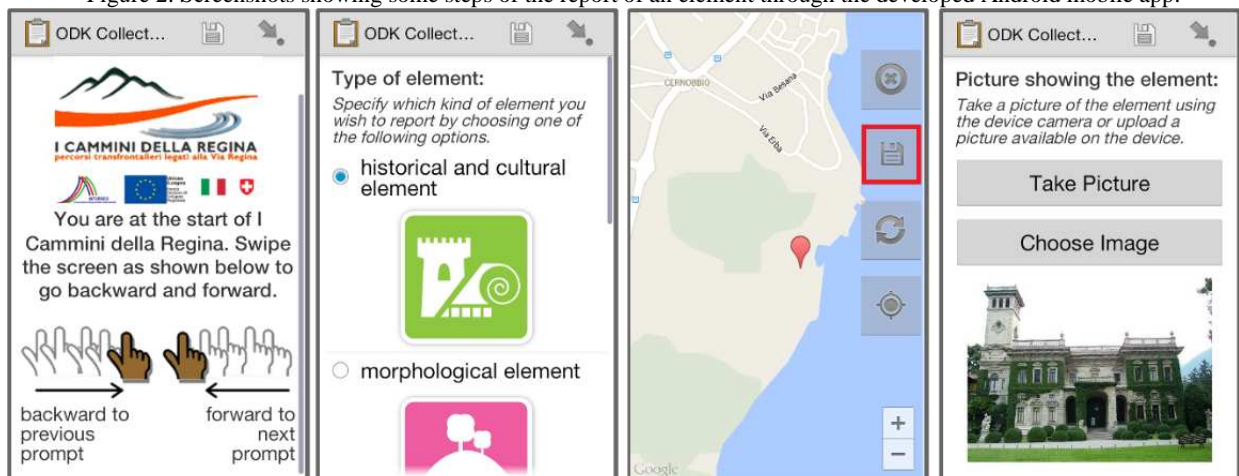 Figure 2. Screenshots showing some steps of the report of an element through the developed Android mobile app.
ODK Collect...
I CAMMINI DELLA REGINA
percorsi transfrontalieri legati alla Via Regina
You are at the start of I
Cammini della Regina. Swipe
the screen as shown below to
go backward and forward.
backward to
previous
prompt
forward to
next
prompt
ODK Collect...
Type of element:
Specify which kind of element you
wish to report by choosing one of
the following options.
historical and cultural
element
morphological element
CERNOBBIO
Via Besana
Via Erba
+
−
Google
ODK Collect...
Picture showing the element:
Take a picture of the element using
the device camera or upload a
picture available on the device.
Take Picture
Choose Image